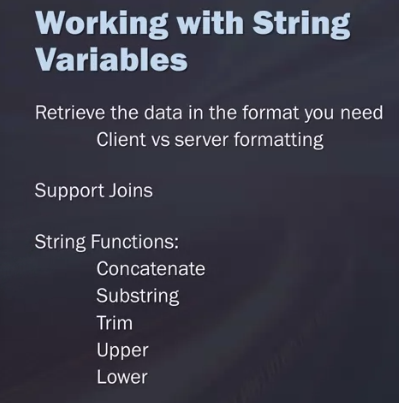 Working with String
Variables
Retrieve the data in the format you need
Client vs server formatting
Support Joins
String Functions:
Concatenate
Substring
Trim
Upper
Lower